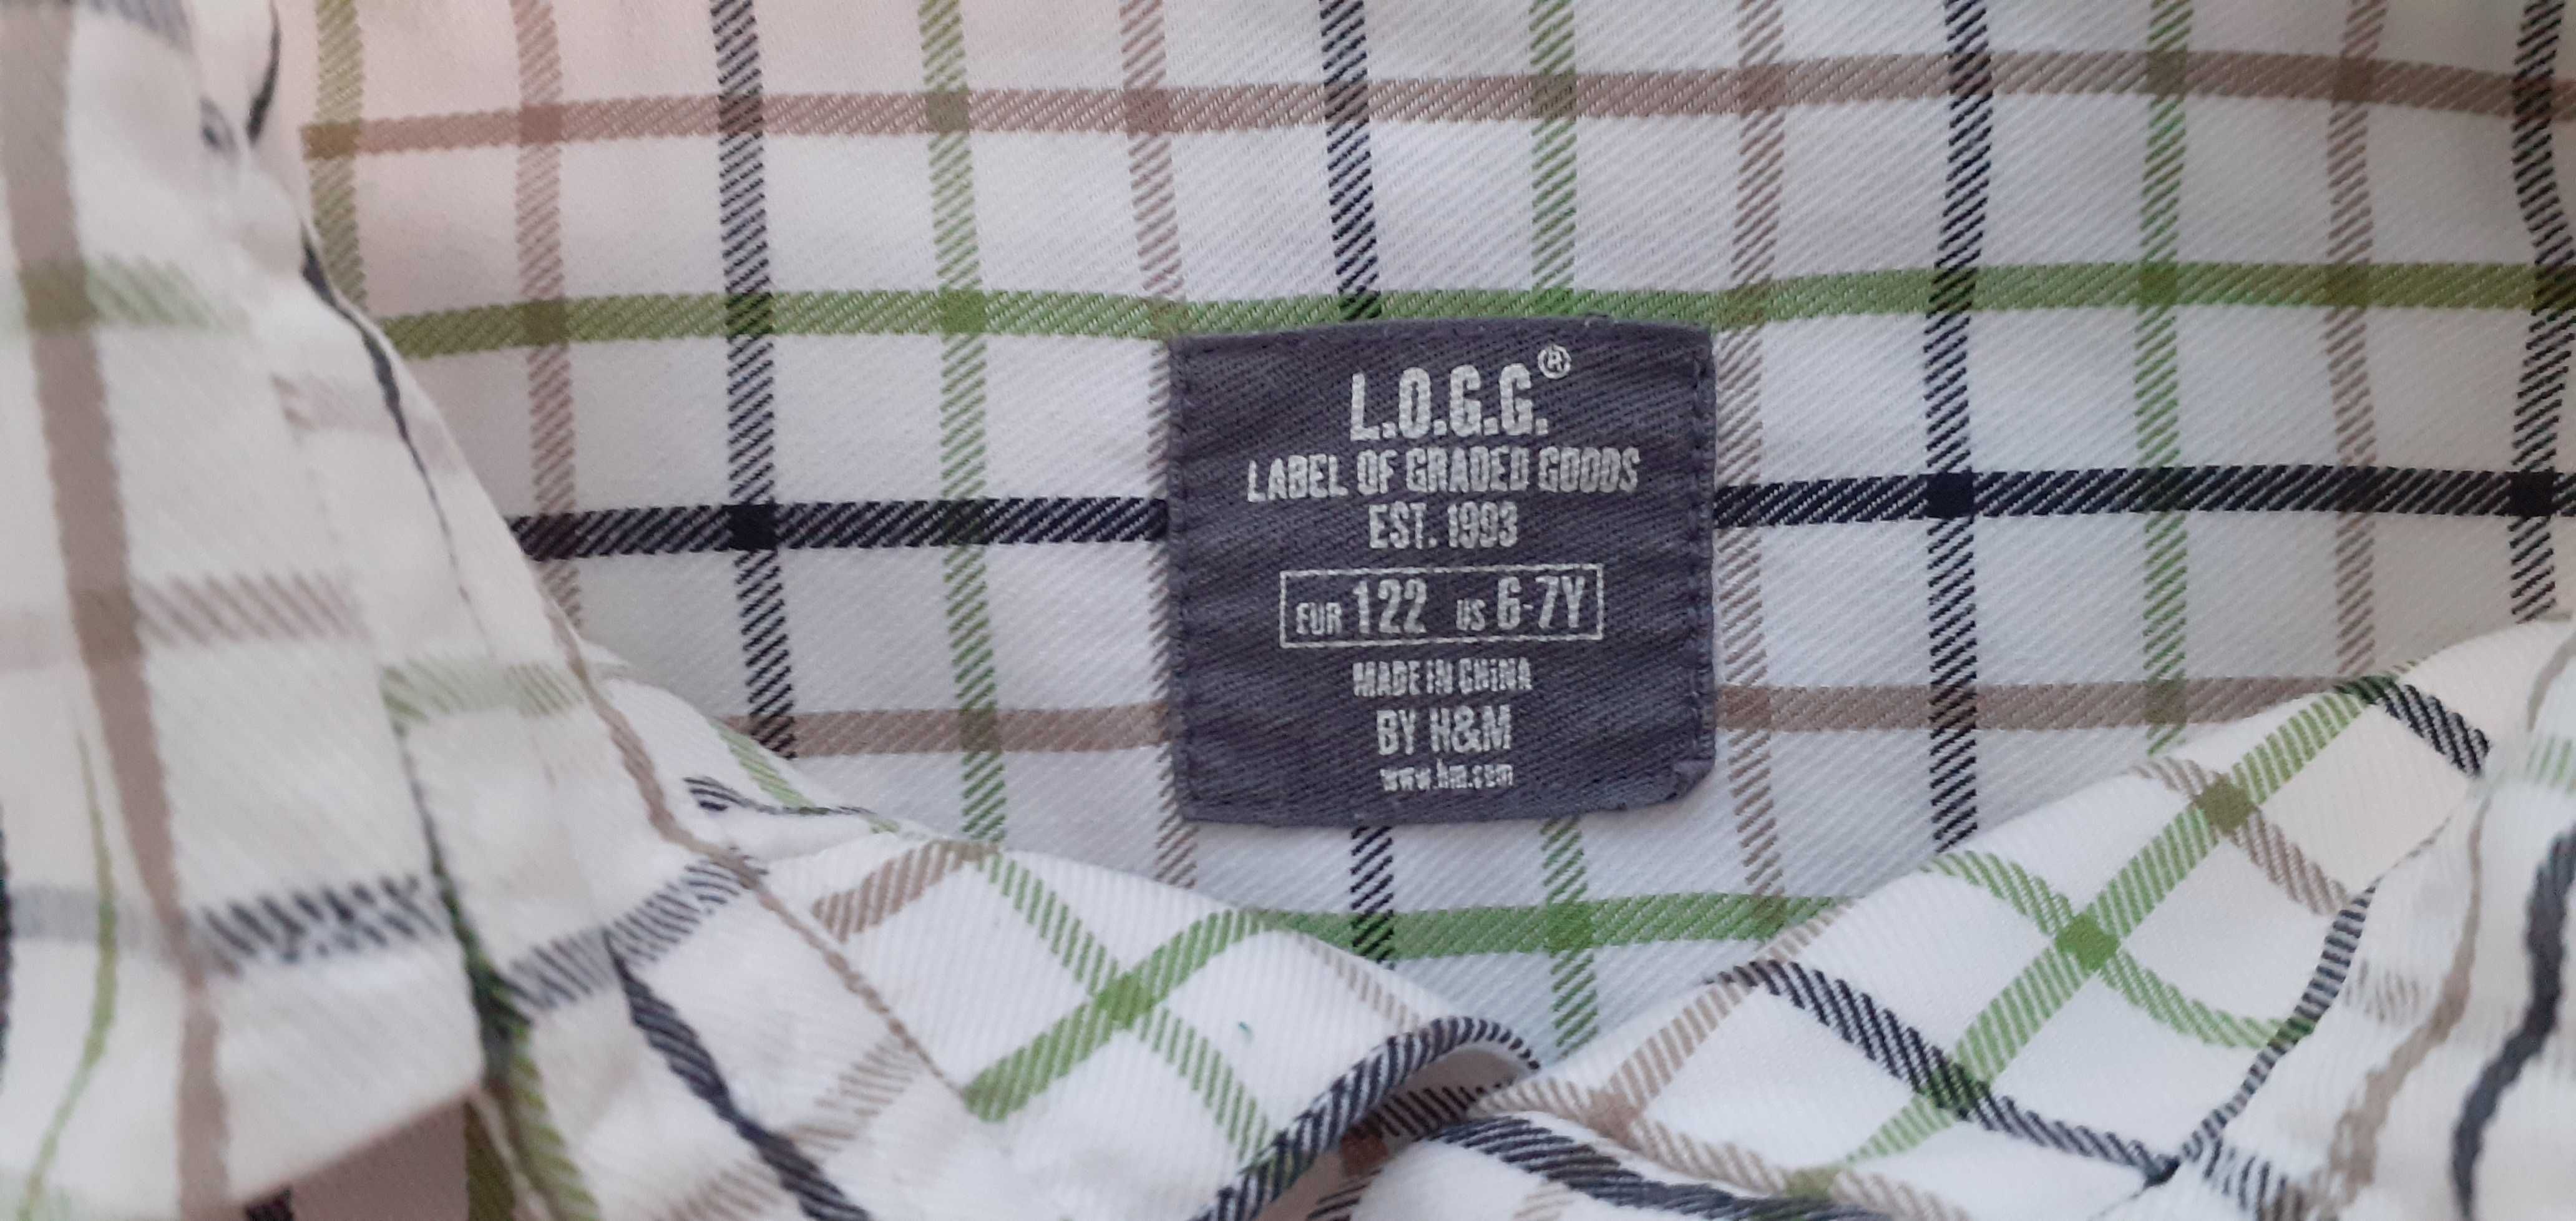 L.O.G.G.®
LABEL OF GRADED GOODS
EST. 1993
EUR 122 US 6-7Y
MADE IN CHINA
BY H&M
www.hm.com